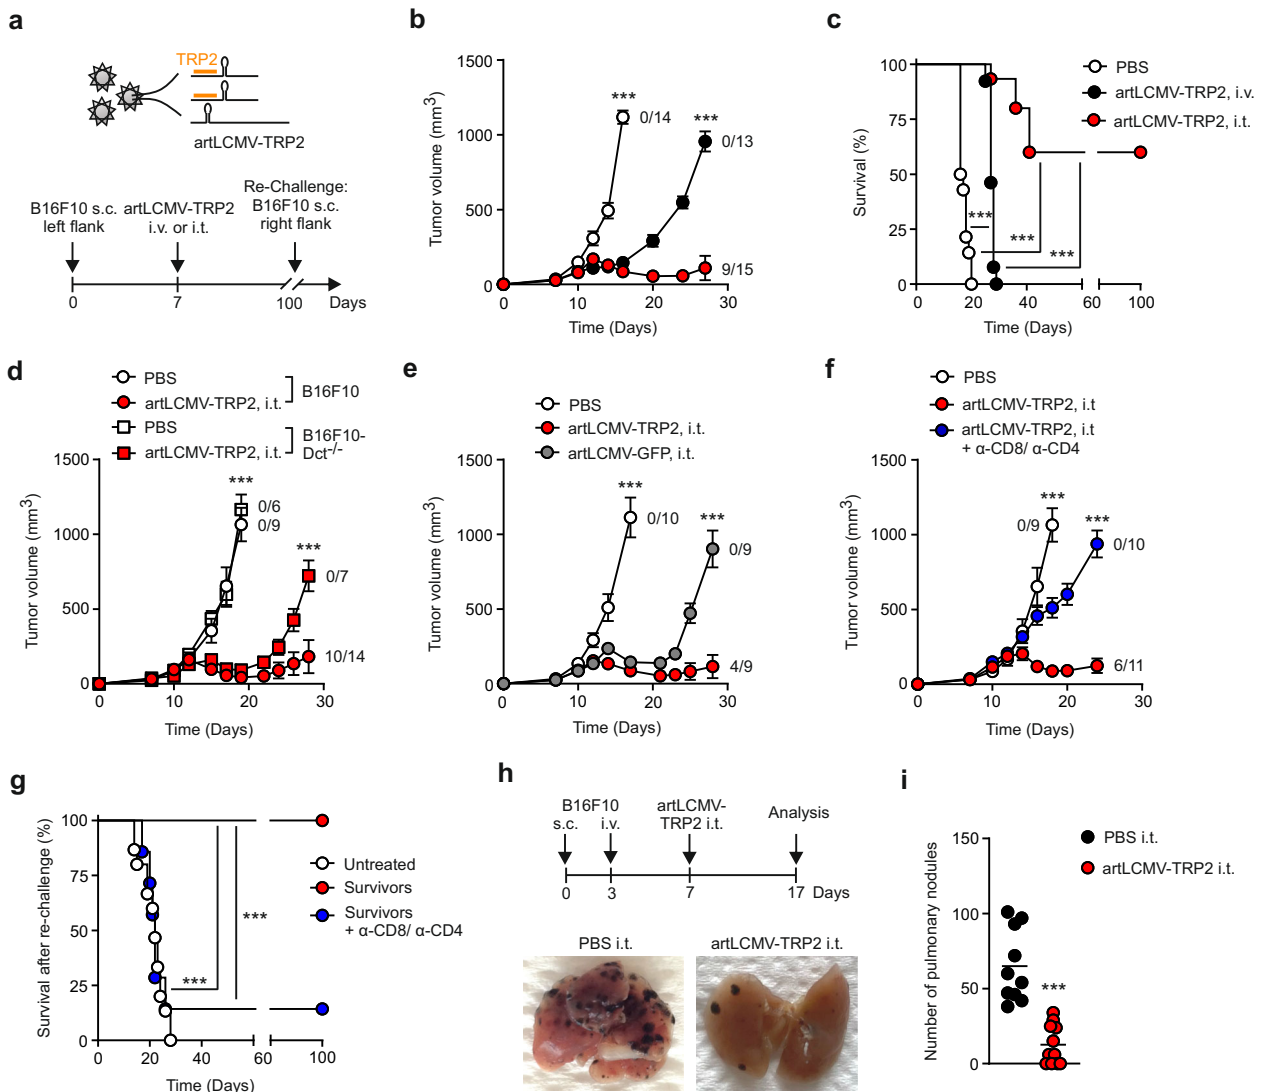 a
TRP2
artLCMV-TRP2
B16F10 s.c.
left flank
artLCMV-TRP2
i.v. or i.t.
Re-Challenge:
B16F10 s.c.
right flank
0
7
100
Days
b
Tumor volume (mm3)
1500
1000
500
0
0
10
20
30
Time (Days)
***
0/14
***
0/13
9/15
c
PBS
artLCMV-TRP2, i.v.
artLCMV-TRP2, i.t.
Survival (%)
100
75
50
25
0
0
20
40
60
100
Time (Days)
***
***
***
d
PBS
artLCMV-TRP2, i.t.
B16F10
PBS
artLCMV-TRP2, i.t.
B16F10-
Dct-/-
Tumor volume (mm3)
1500
1000
500
0
0
10
20
30
Time (Days)
***
0/6
0/9
***
0/7
10/14
e
PBS
artLCMV-TRP2, i.t.
artLCMV-GFP, i.t.
Tumor volume (mm3)
1500
1000
500
0
0
10
20
30
Time (Days)
***
0/10
***
0/9
4/9
f
PBS
artLCMV-TRP2, i.t
artLCMV-TRP2, i.t
+ α-CD8/ α-CD4
Tumor volume (mm3)
1500
1000
500
0
0
10
20
30
Time (Days)
***
0/9
***
0/10
6/11
g
Survival after re-challenge (%)
100
75
50
25
0
0
20
40
60
100
Time (Days)
***
***
Untreated
Survivors
Survivors
+ α-CD8/ α-CD4
h
B16F10
s.c.
i.v.
artLCMV-
TRP2 i.t.
Analysis
0
3
7
17
Days
PBS i.t.
artLCMV-TRP2 i.t.
i
PBS i.t.
artLCMV-TRP2 i.t.
Number of pulmonary nodules
150
100
50
0
***